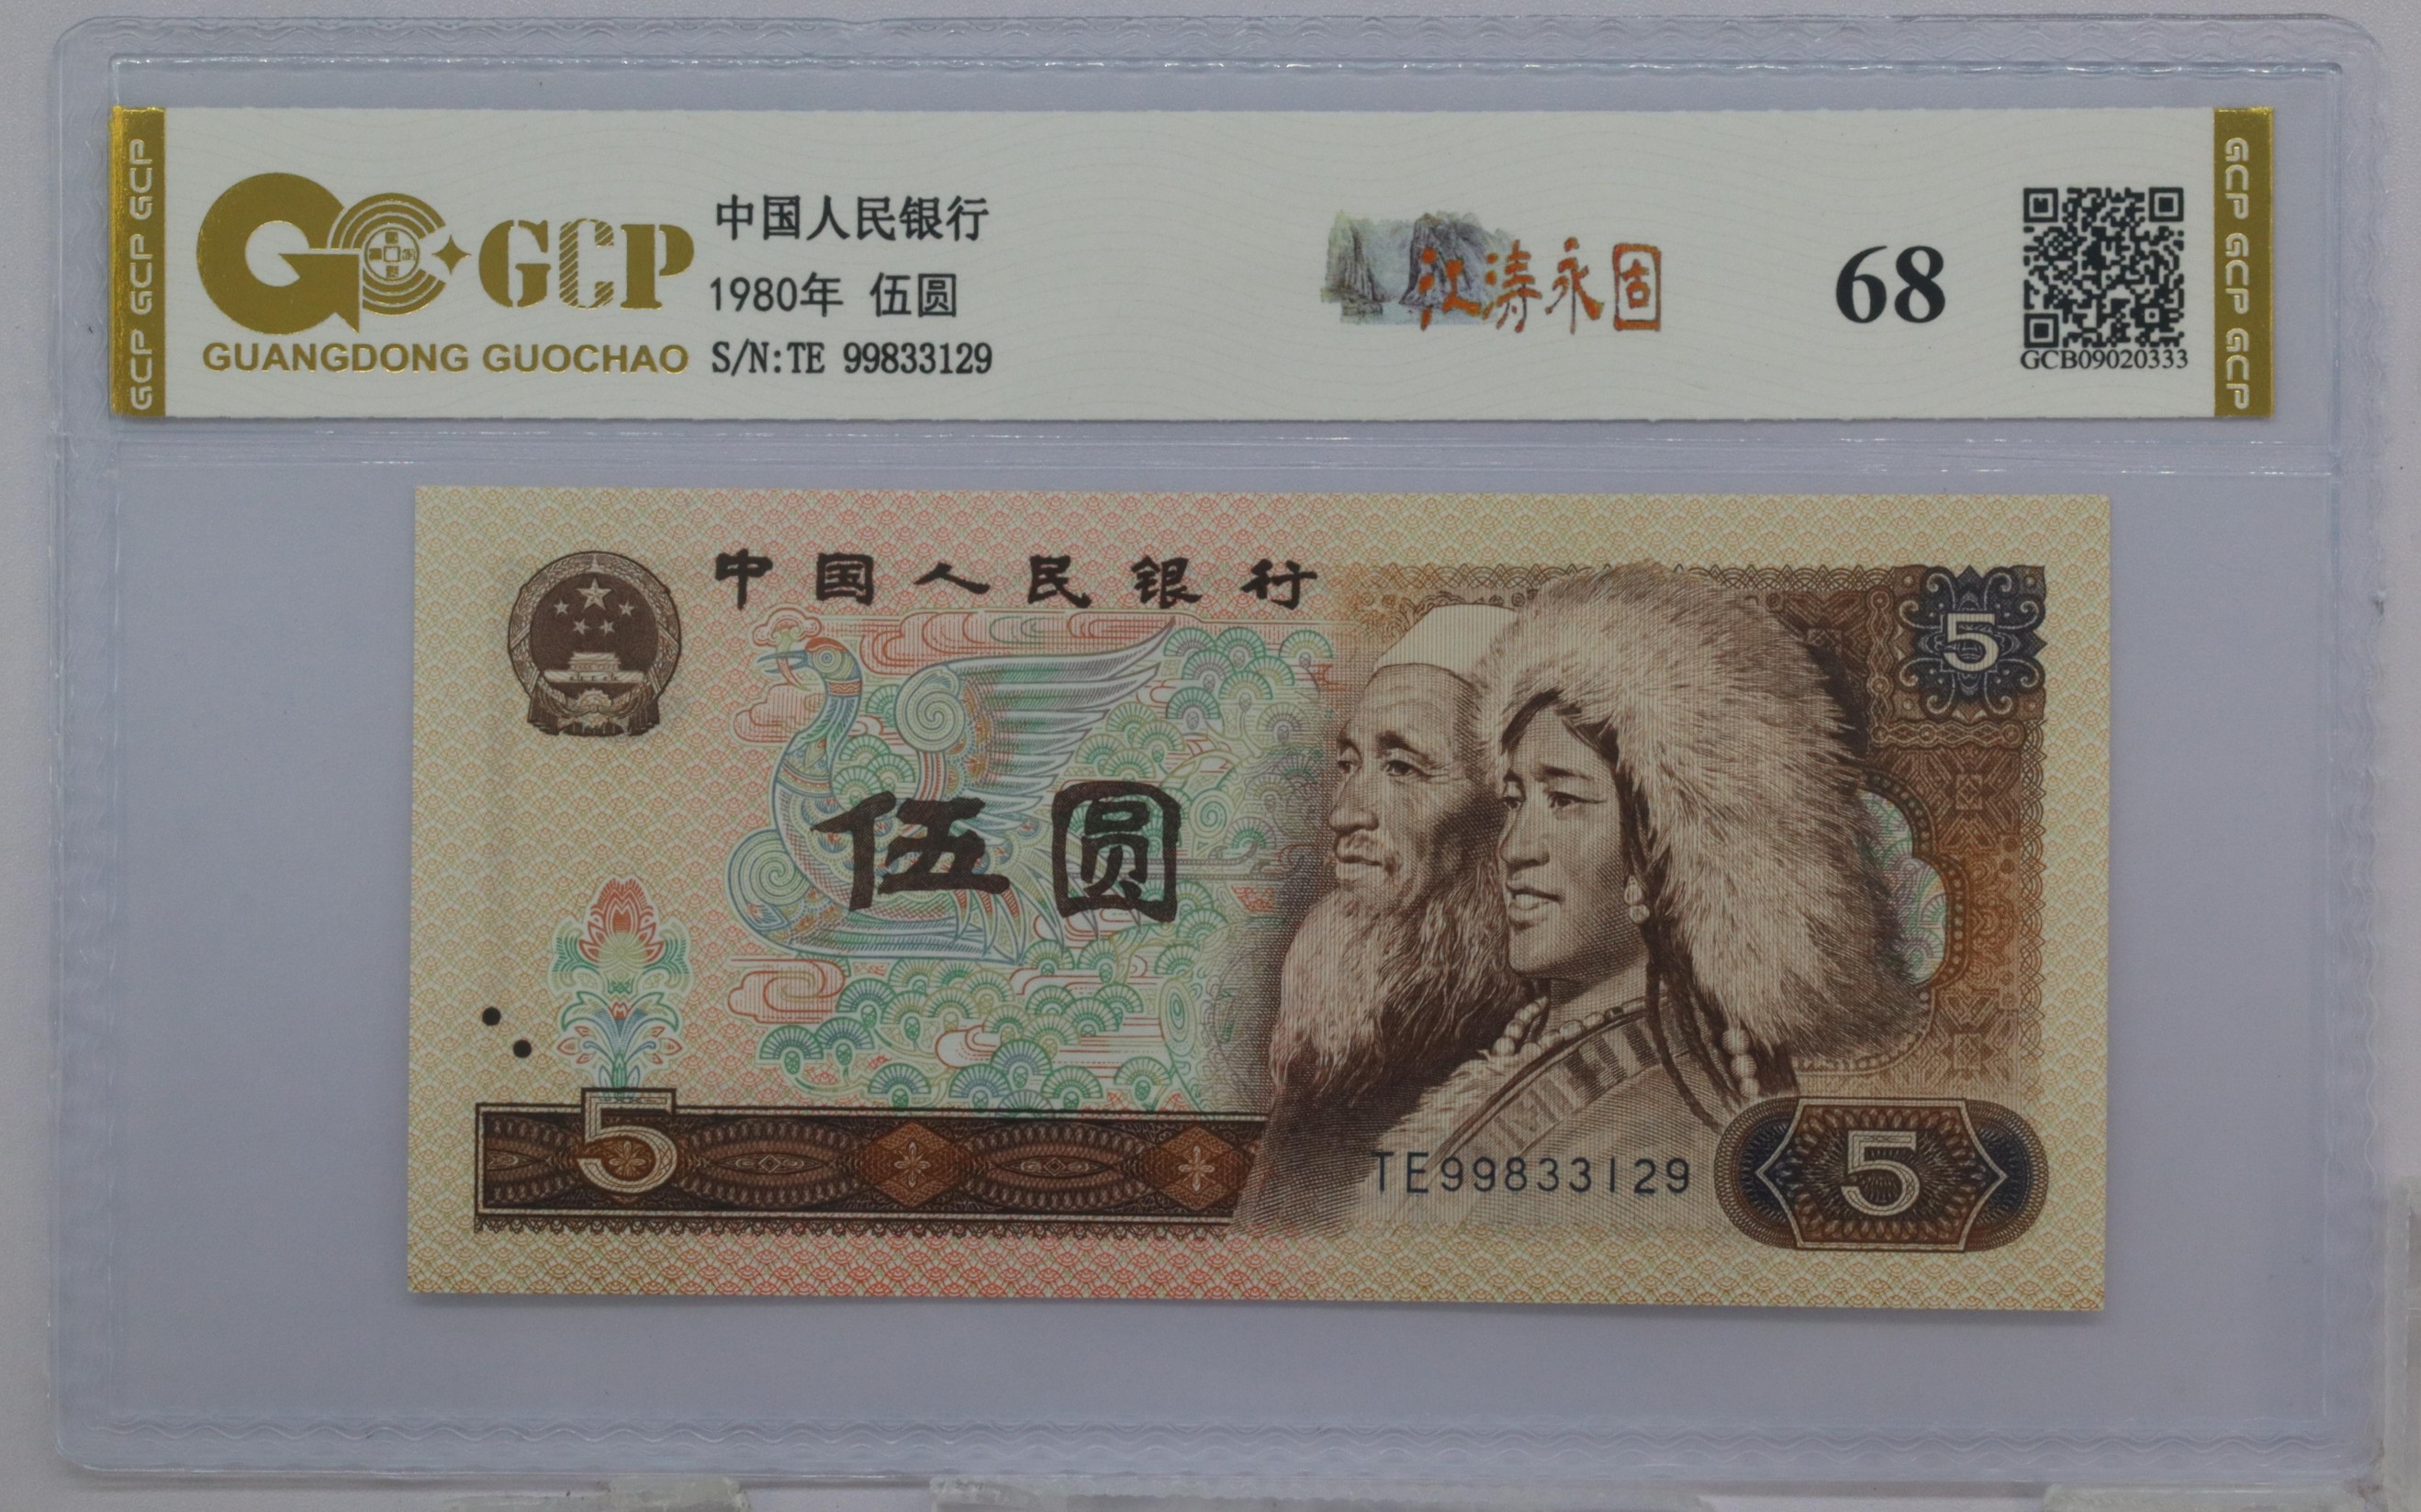 GCP GCP GCP
GCP
GUANGDONG GUOCHAO
中国人民银行
1980年 伍圆
S/N:TE 99833129
江涛永固
68
GCB09020333
GCP GCP GCP
中国人民银行
5
伍圆
5
TE99833129
5